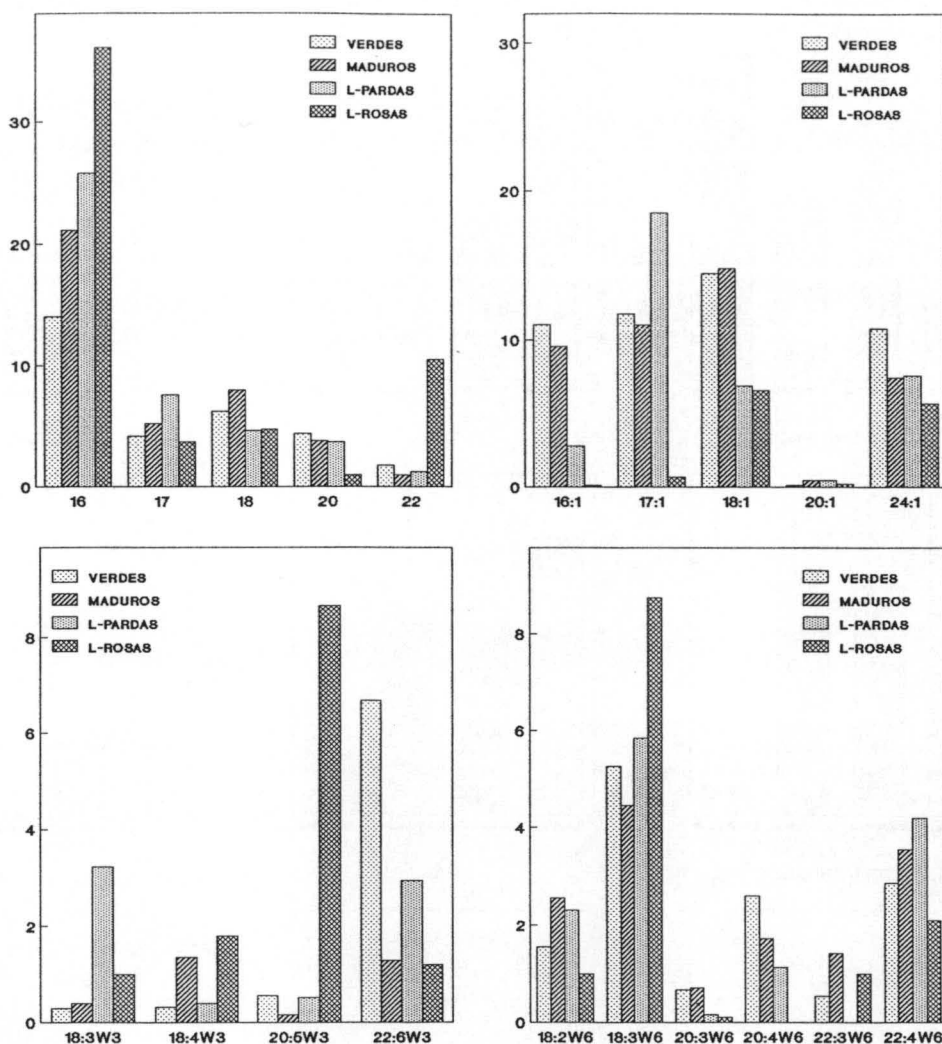 VERDES
MADUROS
L-PARDAS
L-ROSAS
30
20
10
0
16 17 18 20 22
VERDES
MADUROS
L-PARDAS
L-ROSAS
30
20
10
0
16:1 17:1 18:1 20:1 24:1
VERDES
MADUROS
L-PARDAS
L-ROSAS
8
6
4
2
0
18:3W3 18:4W3 20:5W3 22:6W3
VERDES
MADUROS
L-PARDAS
L-ROSAS
8
6
4
2
0
18:2W6 18:3W6 20:3W6 20:4W6 22:3W6 22:4W6